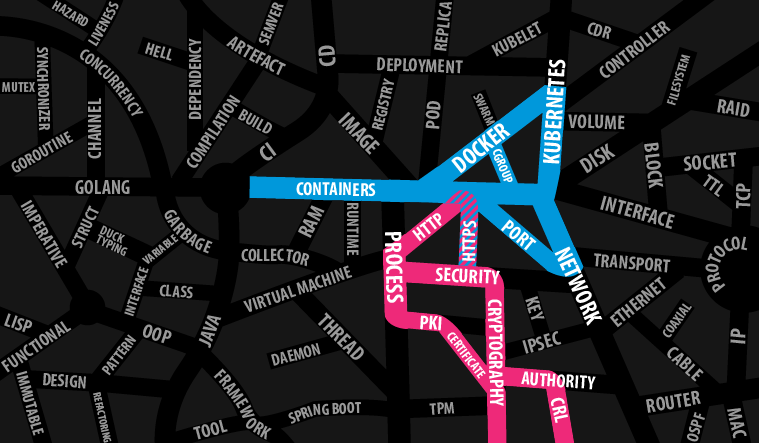 HAZARD
LIVENESS
SEMVER
REPLICA
CDR
KUBELET
CONTROLLER
HELL
DEPENDENCY
ARTEFACT
CD
DEPLOYMENT
KUBERNETES
FILESYSTEM
SYNCHRONIZER
CONCURRENCY
MUTEX
CHANNEL
COMPILATION
BUILD
REGISTRY
POD
SWARM
VOLUME
RAID
IMAGE
DOCKER
CGROUP
GOROUTINE
CI
DISK
BLOCK
SOCKET
TTL
TCP
GOLANG
CONTAINERS
IMPERATIVE
STRUCT
DUCK
TYPING
VARIABLE
GARBAGE
RAM
RUNTIME
HTTP
HTTPS
PORT
INTERFACE
PROCESS
COLLECTOR
NETWORK
TRANSPORT
PROTOCOL
INTERFACE
CLASS
VIRTUAL MACHINE
SECURITY
KEY
ETHERNET
COAXIAL
LISP
FUNCTIONAL
OOP
JAVA
THREAD
PKI
CERTIFICATE
CRYPTOGRAPHY
IPSEC
CABLE
IP
DAEMON
PATTERN
DESIGN
IMMUTABLE
REFACTORING
FRAMEWORK
AUTHORITY
CRL
TOOL
SPRING BOOT
TPM
ROUTER
OSPF
MAC